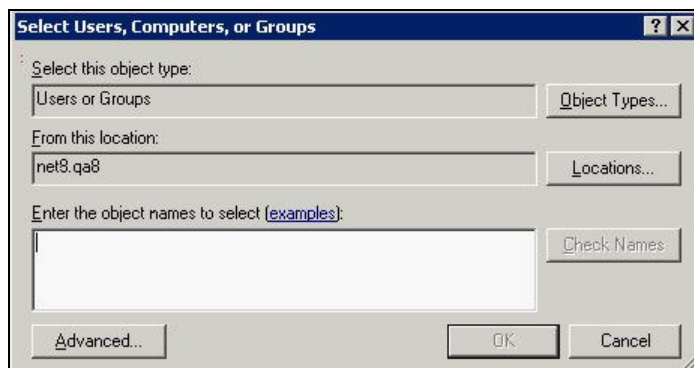 Select Users, Computers, or Groups
Select this object type:
Users or Groups
Object Types...
From this location:
net9.qa8
Locations...
Enter the object names to select (examples):
Check Names
Advanced...
OK
Cancel